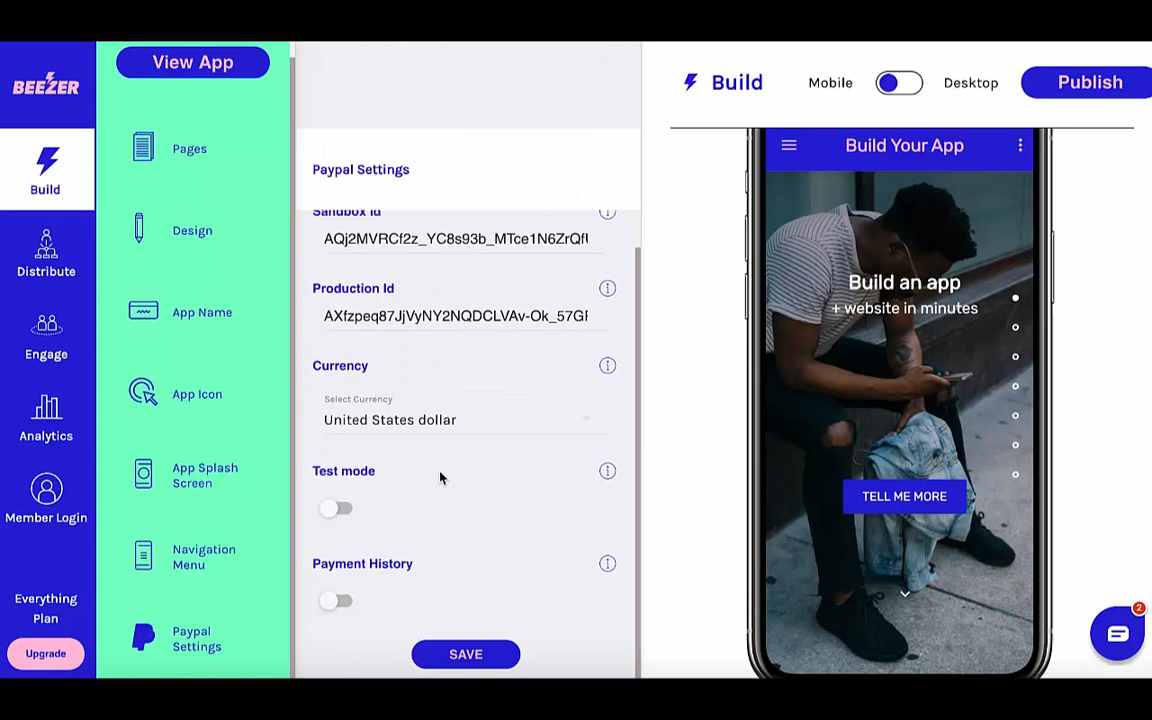 BEEZER
Build
Distribute
Engage
Analytics
Member Login
Everything
Plan
Upgrade
View App
Pages
Design
App Name
App Icon
App Splash
Screen
Navigation
Menu
Paypal
Settings
Paypal Settings
Sandbox Id
AQj2MVRCf2z_YC8s93b_MTce1N6ZrQf
Production Id
AXfzpeq87JjVyNY2NQDCLVAv-Ok_57G
Currency
Select Currency
United States dollar
Test mode
Payment History
SAVE
Build
Mobile
Desktop
Publish
Build Your App
Build an app
+ website in minutes
TELL ME MORE
2